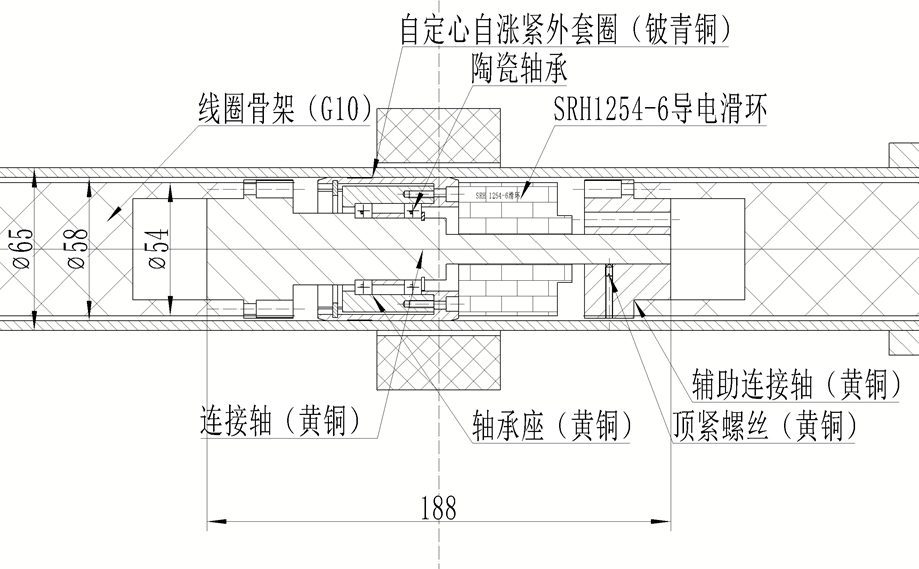 自定心自涨紧外套圈（铍青铜）
陶瓷轴承
线圈骨架（G10）
SRH1254-6导电滑环
SRH 1254-6滑环
ø65
ø58
ø54
辅助连接轴（黄铜）
连接轴（黄铜）
轴承座（黄铜）
顶紧螺丝（黄铜）
188